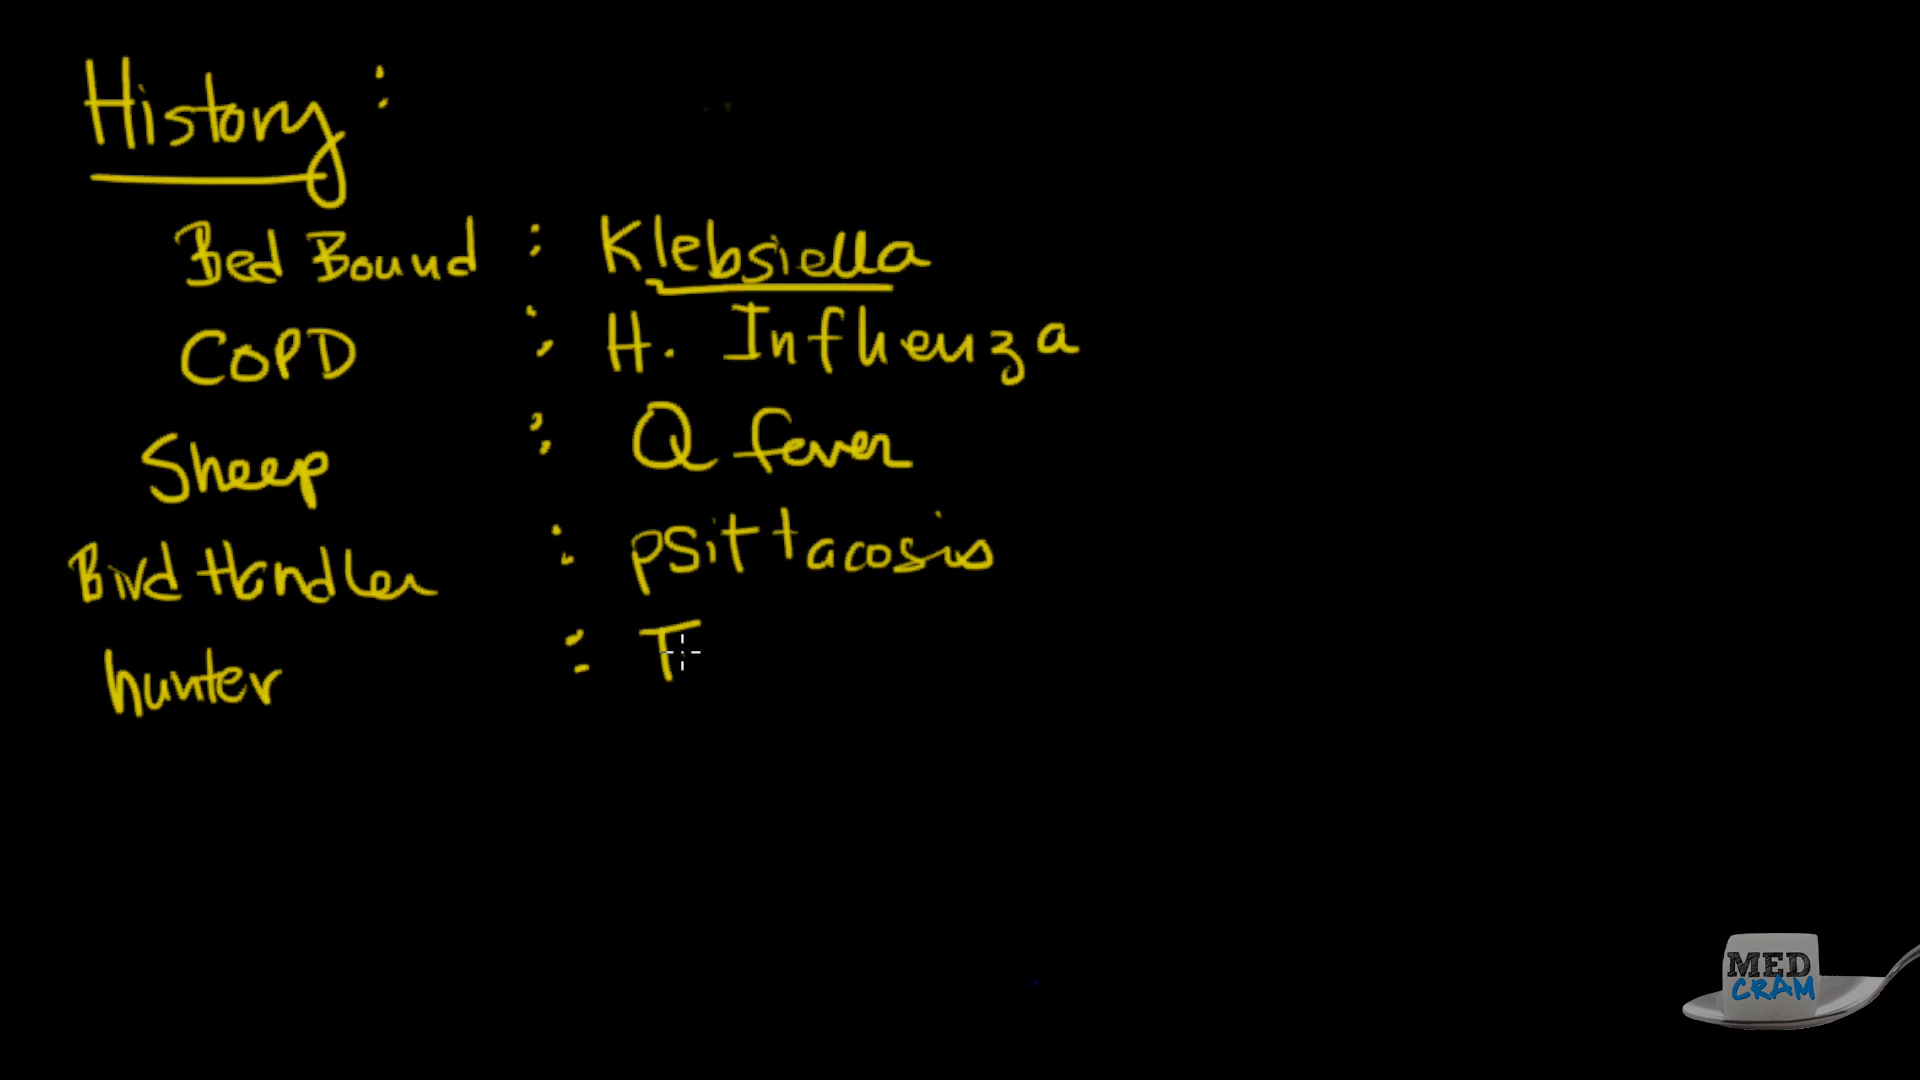 History:
Bed Bound : Klebsiella
COPD : H. Influenza
Sheep : Q fever
Bird Handler : psittacosis
hunter : T
MED
CRAM